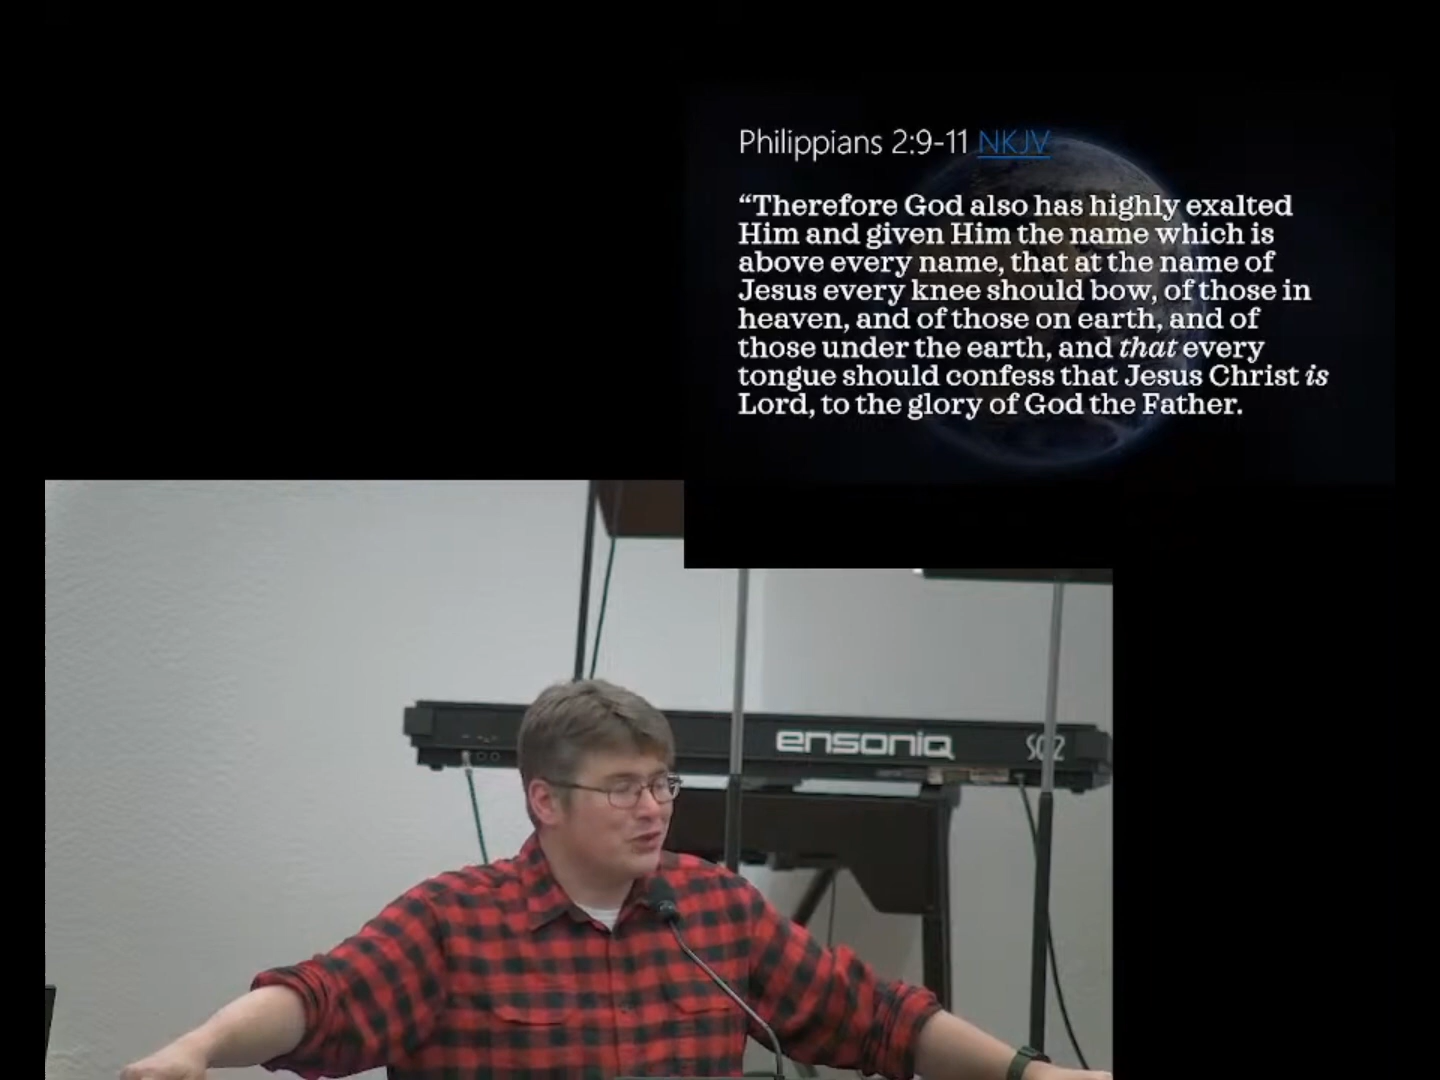 Philippians 2:9-11 NKJV
“Therefore God also has highly exalted
Him and given Him the name which is
above every name, that at the name of
Jesus every knee should bow, of those in
heaven, and of those on earth, and of
those under the earth, and that every
tongue should confess that Jesus Christ is
Lord, to the glory of God the Father.
ensoniq